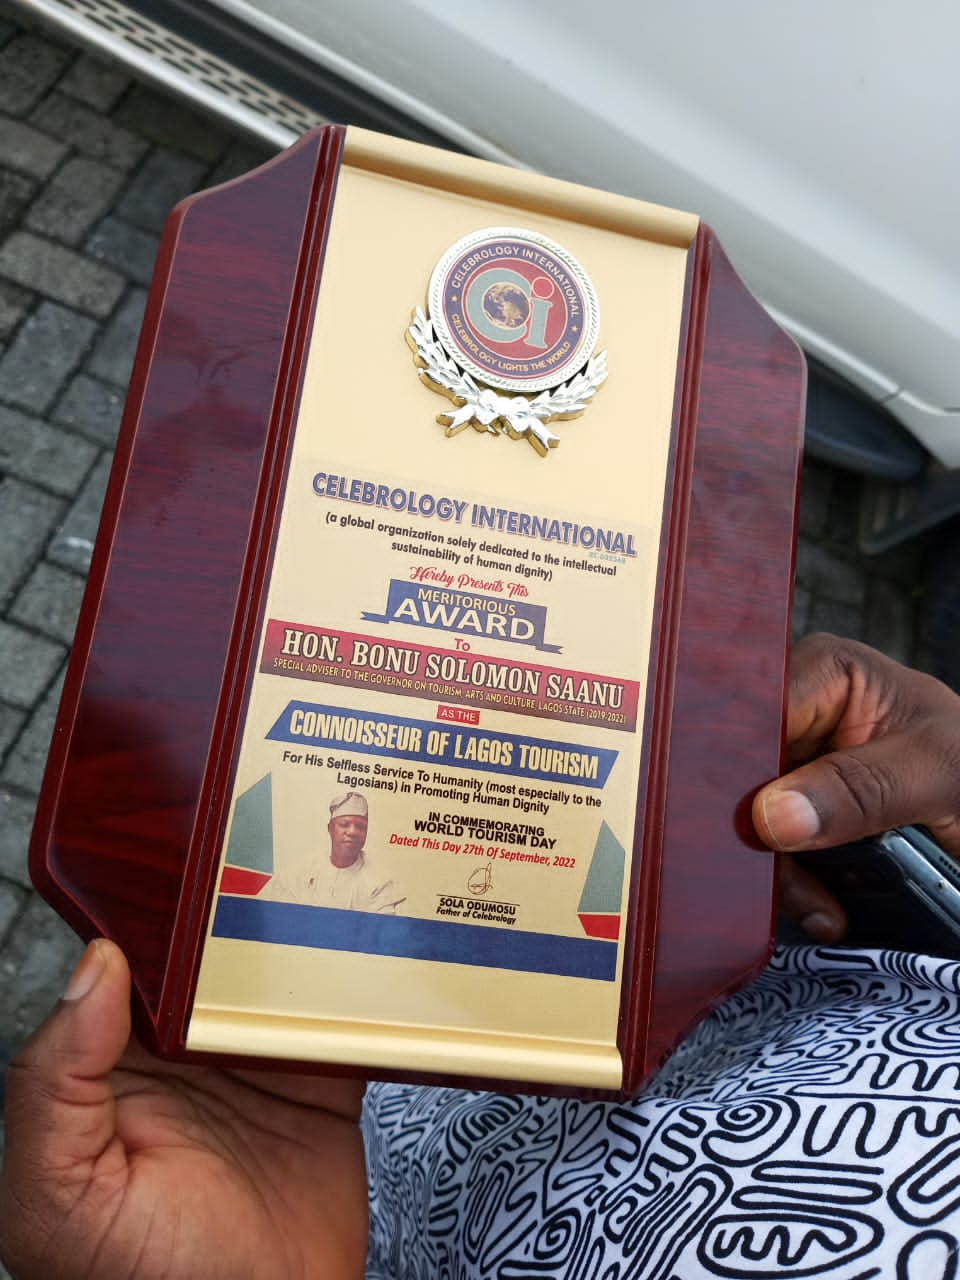 CELEBROLOGY INTERNATIONAL
Ci
CELEBROLOGY LIGHTS THE WORLD
CELEBROLOGY INTERNATIONAL
(a global organization solely dedicated to the intellectual
sustainability of human dignity)
Hereby Presents This
MERITORIOUS
AWARD
To
HON. BONU SOLOMON SAANU
SPECIAL ADVISER TO THE GOVERNOR ON TOURISM, ARTS AND CULTURE, LAGOS STATE (2019-2022)
AS THE
CONNOISSEUR OF LAGOS TOURISM
For His Selfless Service To Humanity (most especially to the
Lagosians) in Promoting Human Dignity
IN COMMEMORATING
WORLD TOURISM DAY
Dated This Day 27th Of September, 2022
SOLA ODUMOSU
Father of Celebrology